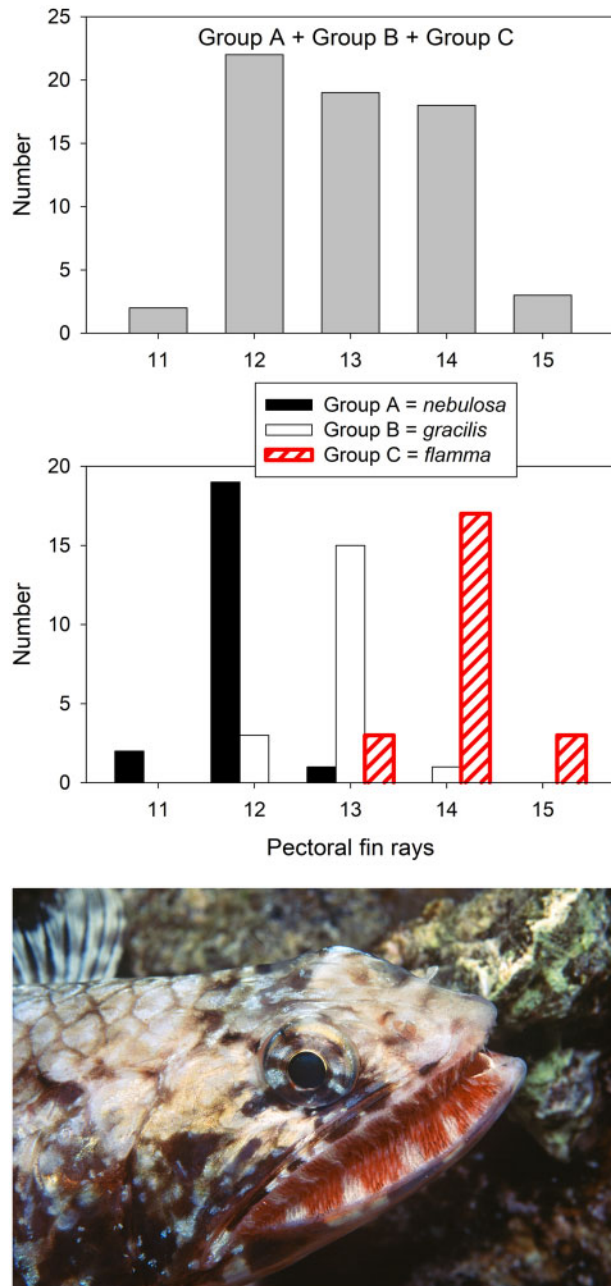 Group A + Group B + Group C
Number
25
20
15
10
5
0
11 12 13 14 15
Group A = nebulosa
Group B = gracilis
Group C = flamma
Number
20
15
10
5
0
11 12 13 14 15
Pectoral fin rays